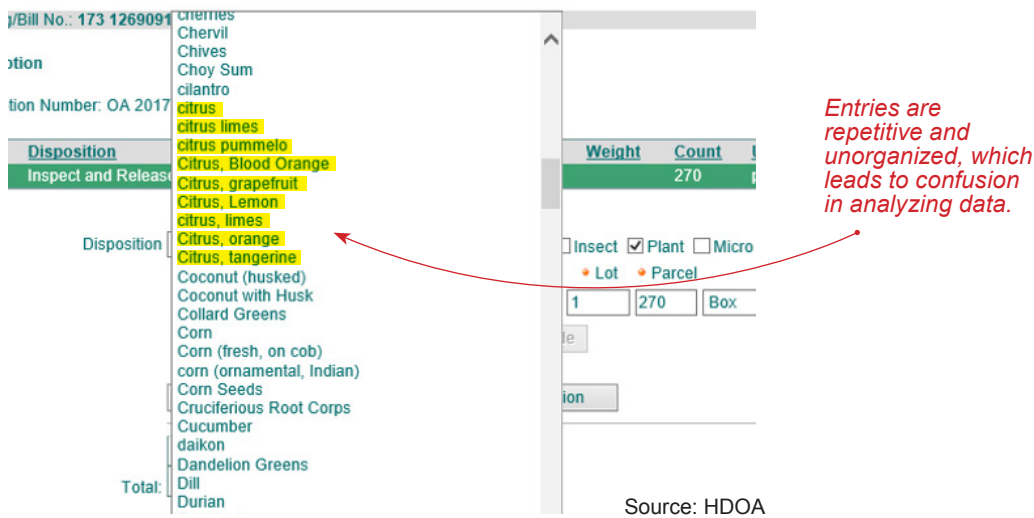 g/Bill No.: 173 1269091
cherries
Chervil
Chives
ption
Choy Sum
cilantro
tion Number: OA 2017
citrus
citrus limes
citrus pummelo
Citrus, Blood Orange
Citrus, grapefruit
Citrus, Lemon
citrus, limes
Citrus, orange
Citrus, tangerine
Coconut (husked)
Coconut with Husk
Collard Greens
Corn
Corn (fresh, on cob)
corn (ornamental, Indian)
Corn Seeds
Cruciferious Root Corps
Cucumber
daikon
Dandelion Greens
Dill
Durian
Disposition Weight Count
Inspect and Release 270
Disposition
Insect Plant Micro
Lot Parcel
1 270 Box
ion
Total:
Entries are
repetitive and
unorganized, which
leads to confusion
in analyzing data.
Source: HDOA